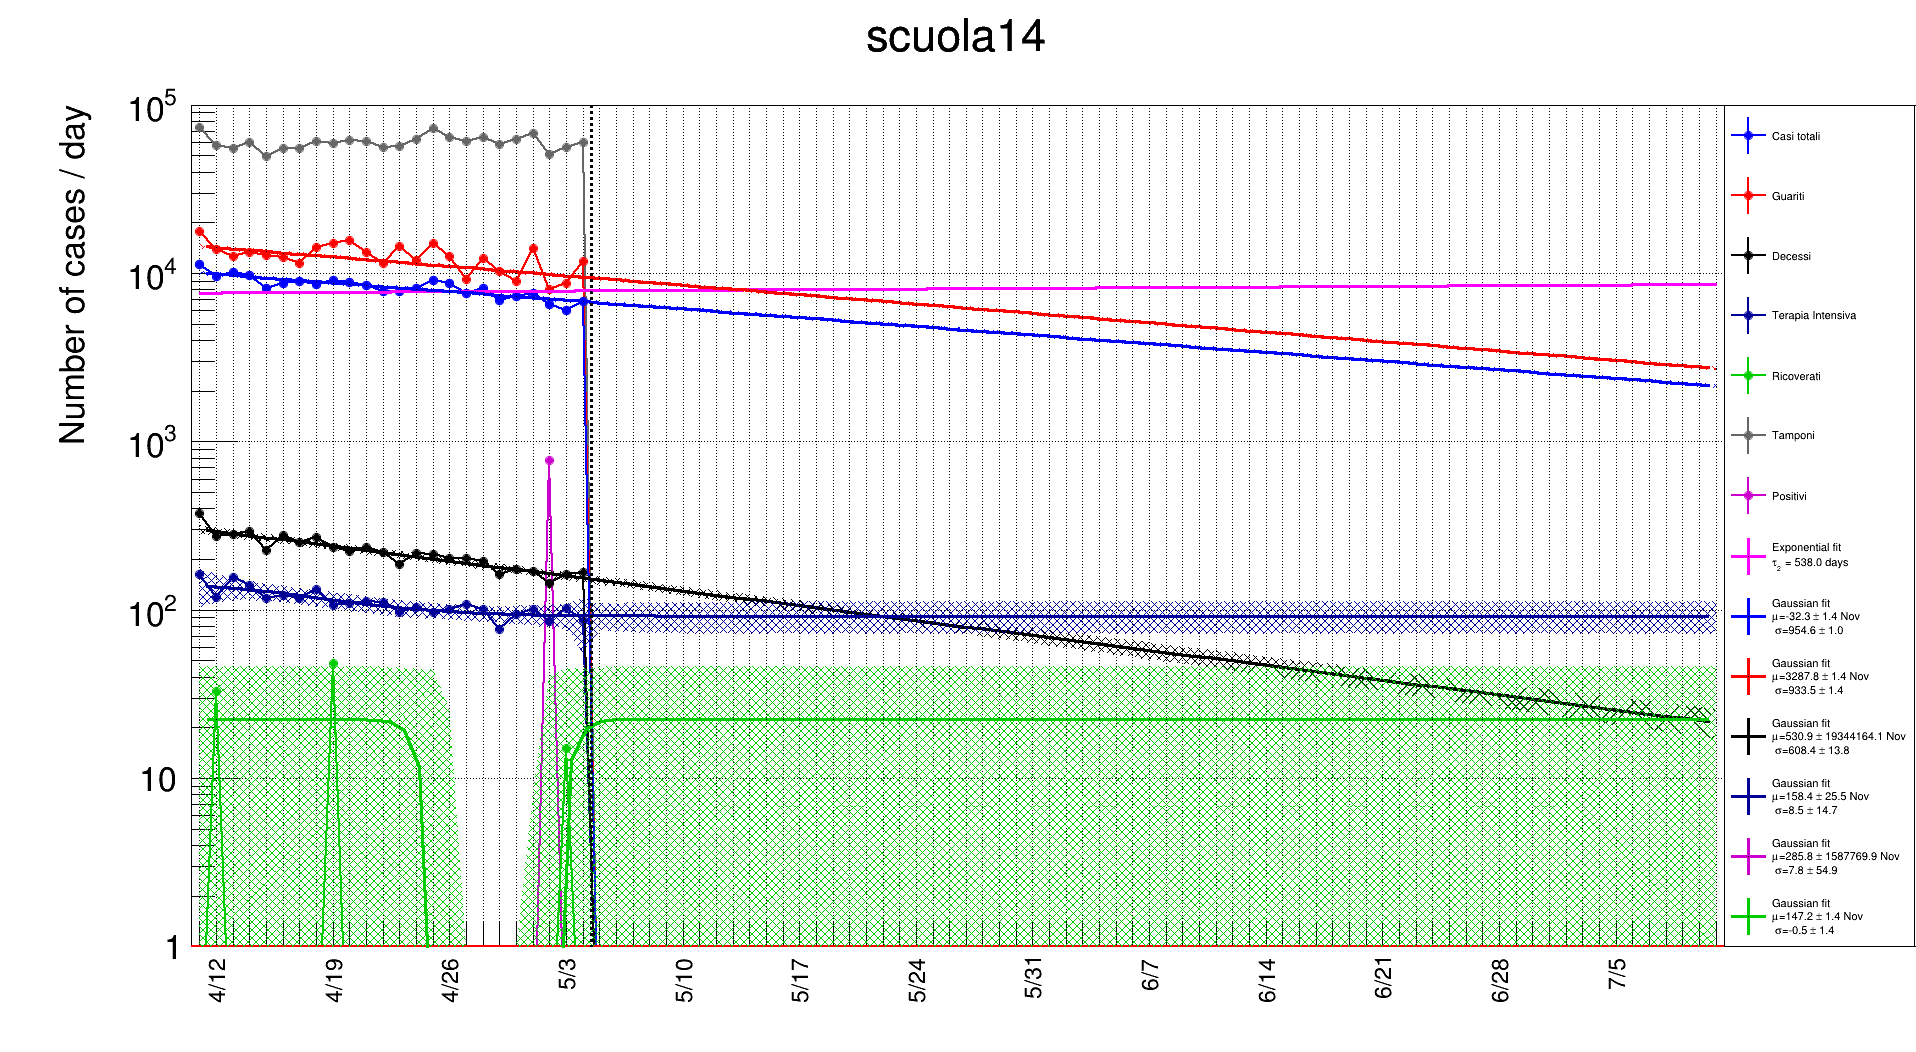 scuola14
Number of cases / day
10^5
10^4
10^3
10^2
10
1
4/12
4/19
4/26
5/3
5/10
5/17
5/24
5/31
6/7
6/14
6/21
6/28
7/5
Casi totali
Guariti
Decessi
Terapia Intensiva
Ricoverati
Tamponi
Positivi
Exponential fit
τ_2 = 538.0 days
Gaussian fit
μ=-32.3 ± 1.4 Nov
σ=954.6 ± 1.0
Gaussian fit
μ=3287.8 ± 1.4 Nov
σ=933.5 ± 1.4
Gaussian fit
μ=530.9 ± 19344164.1 Nov
σ=608.4 ± 13.8
Gaussian fit
μ=158.4 ± 25.5 Nov
σ=8.5 ± 14.7
Gaussian fit
μ=285.8 ± 1587769.9 Nov
σ=7.8 ± 54.9
Gaussian fit
μ=147.2 ± 1.4 Nov
σ=-0.5 ± 1.4